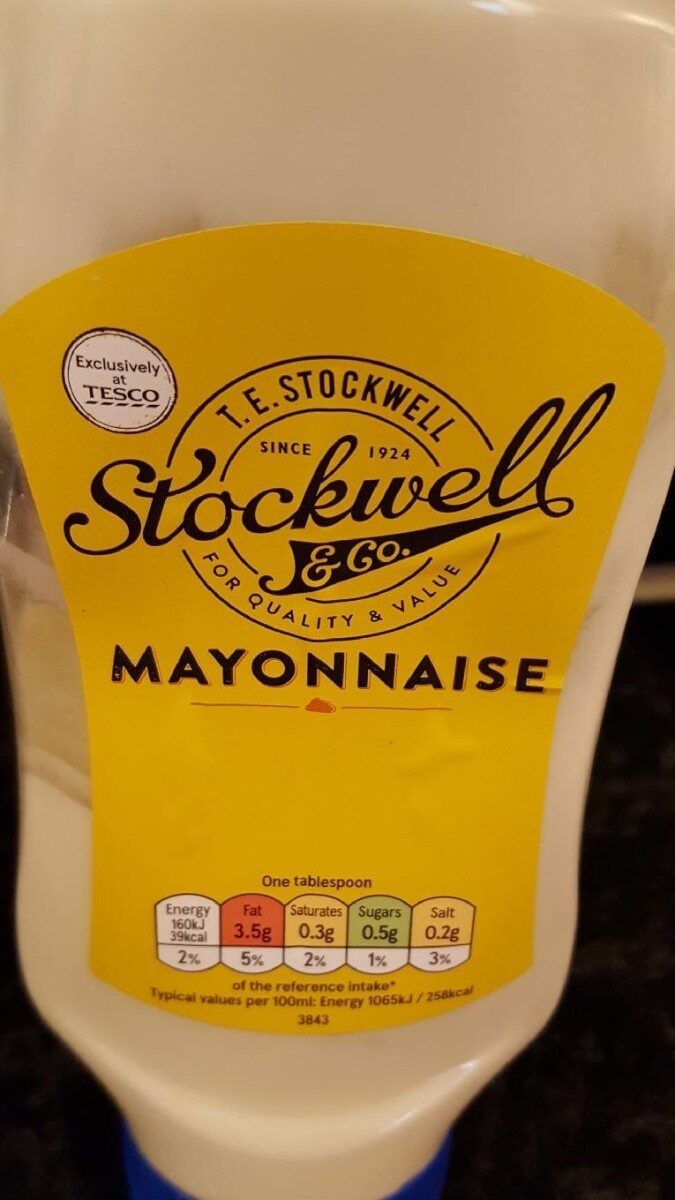 Exclusively
at
TESCO
T.E. STOCKWELL
SINCE 1924
Stockwell
& Co.
FOR QUALITY & VALUE
MAYONNAISE
One tablespoon
Energy
160kJ
39kcal
2%
Fat
3.5g
5%
Saturates
0.3g
2%
Sugars
0.5g
1%
Salt
0.2g
3%
of the reference intake*
Typical values per 100ml: Energy 1065kJ / 258kcal
3843